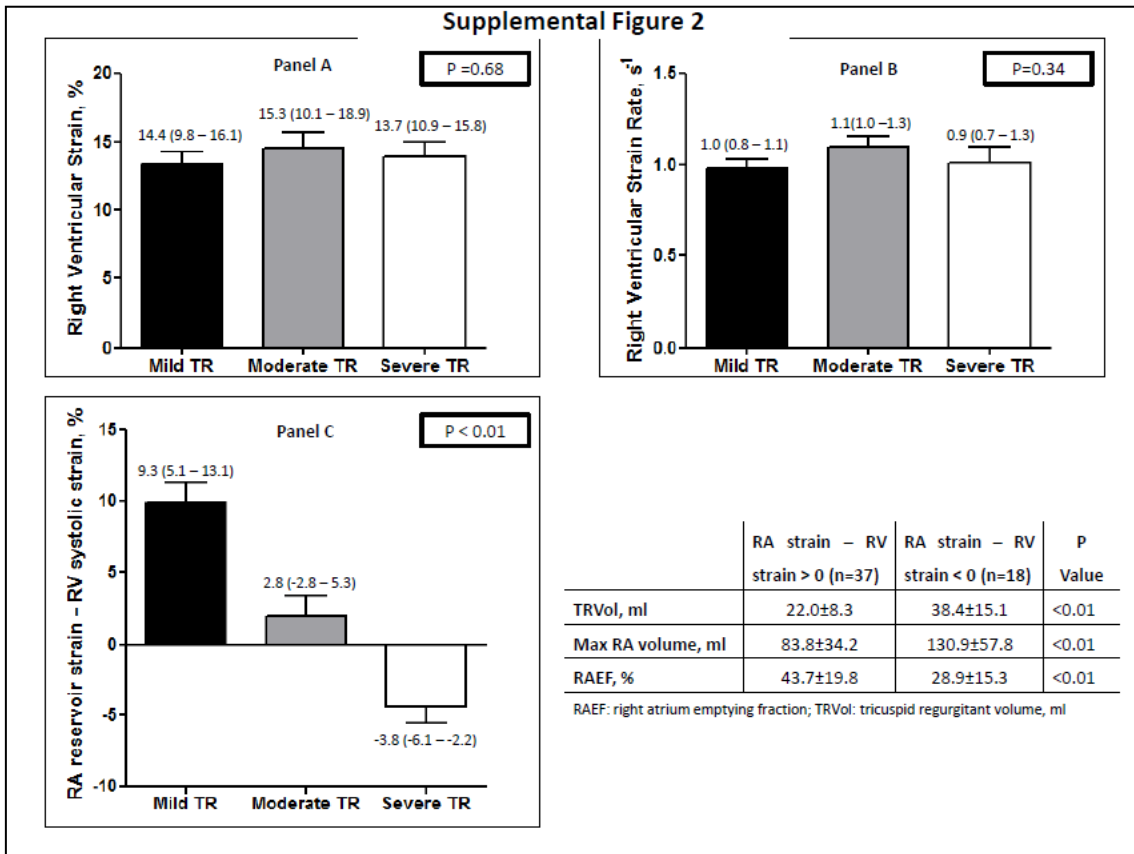 Supplemental Figure 2
Panel A
P =0.68
Right Ventricular Strain, %
20
15
10
5
0
14.4 (9.8 – 16.1)
15.3 (10.1 – 18.9)
13.7 (10.9 – 15.8)
Mild TR Moderate TR Severe TR
Panel B
P=0.34
Right Ventricular Strain Rate, s-1
1.5
1.0
0.5
0.0
1.0 (0.8 – 1.1)
1.1(1.0 –1.3)
0.9 (0.7 – 1.3)
Mild TR Moderate TR Severe TR
Panel C
P < 0.01
RA reservoir strain – RV systolic strain, %
15
10
5
0
-5
-10
9.3 (5.1 – 13.1)
2.8 (-2.8 – 5.3)
-3.8 (-6.1 – -2.2)
Mild TR Moderate TR Severe TR
RA strain – RV RA strain – RV P
strain > 0 (n=37) strain < 0 (n=18) Value
TRVol, ml 22.0±8.3 38.4±15.1 <0.01
Max RA volume, ml 83.8±34.2 130.9±57.8 <0.01
RAEF, % 43.7±19.8 28.9±15.3 <0.01
RAEF: right atrium emptying fraction; TRVol: tricuspid regurgitant volume, ml